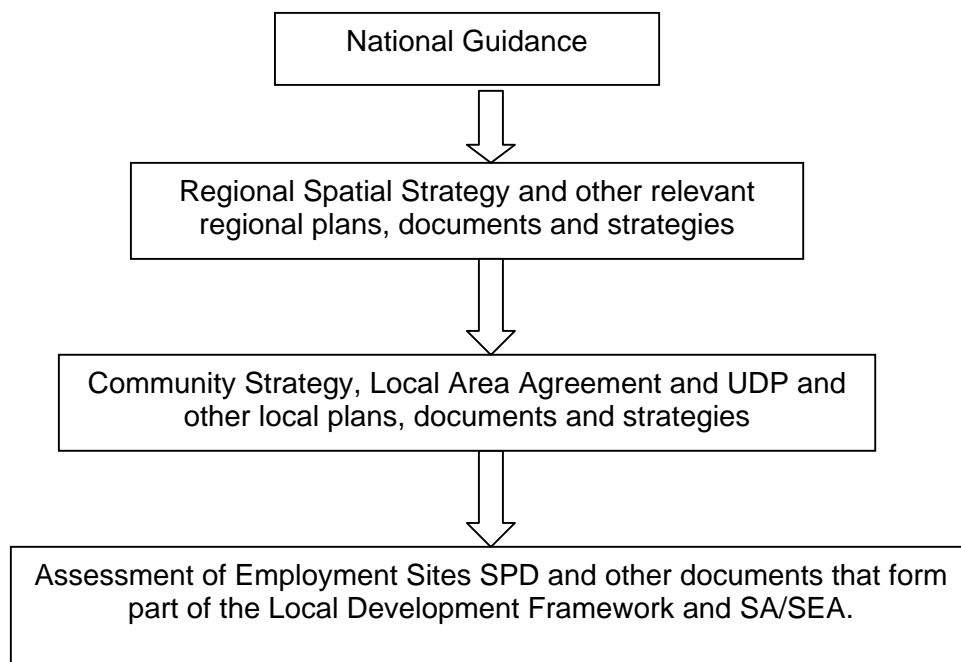 National Guidance
Regional Spatial Strategy and other relevant
regional plans, documents and strategies
Community Strategy, Local Area Agreement and UDP and
other local plans, documents and strategies
Assessment of Employment Sites SPD and other documents that form
part of the Local Development Framework and SA/SEA.